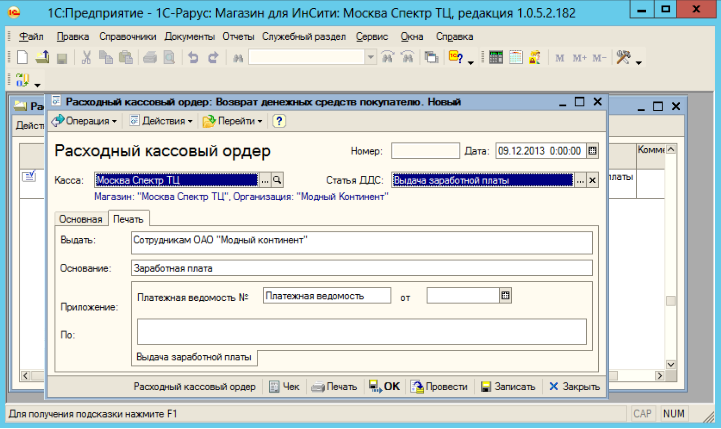 1С:Предприятие - 1С-Рарус: Магазин для ИнСити: Москва Спектр ТЦ, редакция 1.0.5.2.182
Файл Правка Справочники Документы Отчеты Служебный раздел Сервис Окна Справка
M M+ M-
Ра
Расходный кассовый ордер: Возврат денежных средств покупателю. Новый
Дейст
Операция Действия Перейти ?
Расходный кассовый ордер
Номер: Дата: 09.12.2013 0:00:00
Комме
Касса: Москва Спектр ТЦ ... Статья ДДС: Выдача заработной платы ... x
латы
Магазин: "Москва Спектр ТЦ", Организация: "Модный Континент"
Основная Печать
Выдать: Сотрудникам ОАО "Модный континент"
Основание: Заработная плата
Приложение: Платежная ведомость № Платежная ведомость от
По:
Выдача заработной платы
Расходный кассовый ордер Чек Печать OK Провести Записать Закрыть
Для получения подсказки нажмите F1
CAP NUM